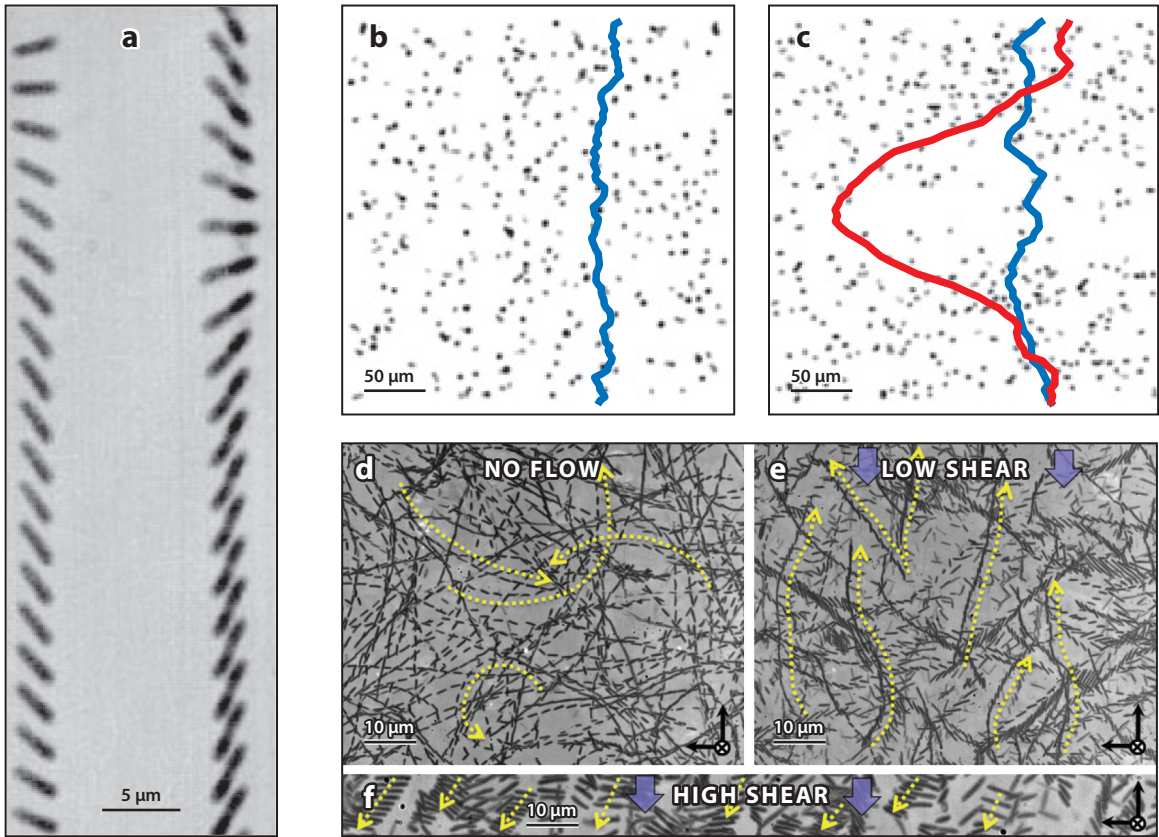 a
b
c
50 µm
50 µm
d
NO FLOW
e
LOW SHEAR
10 µm
10 µm
5 µm
f
10 µm
HIGH SHEAR